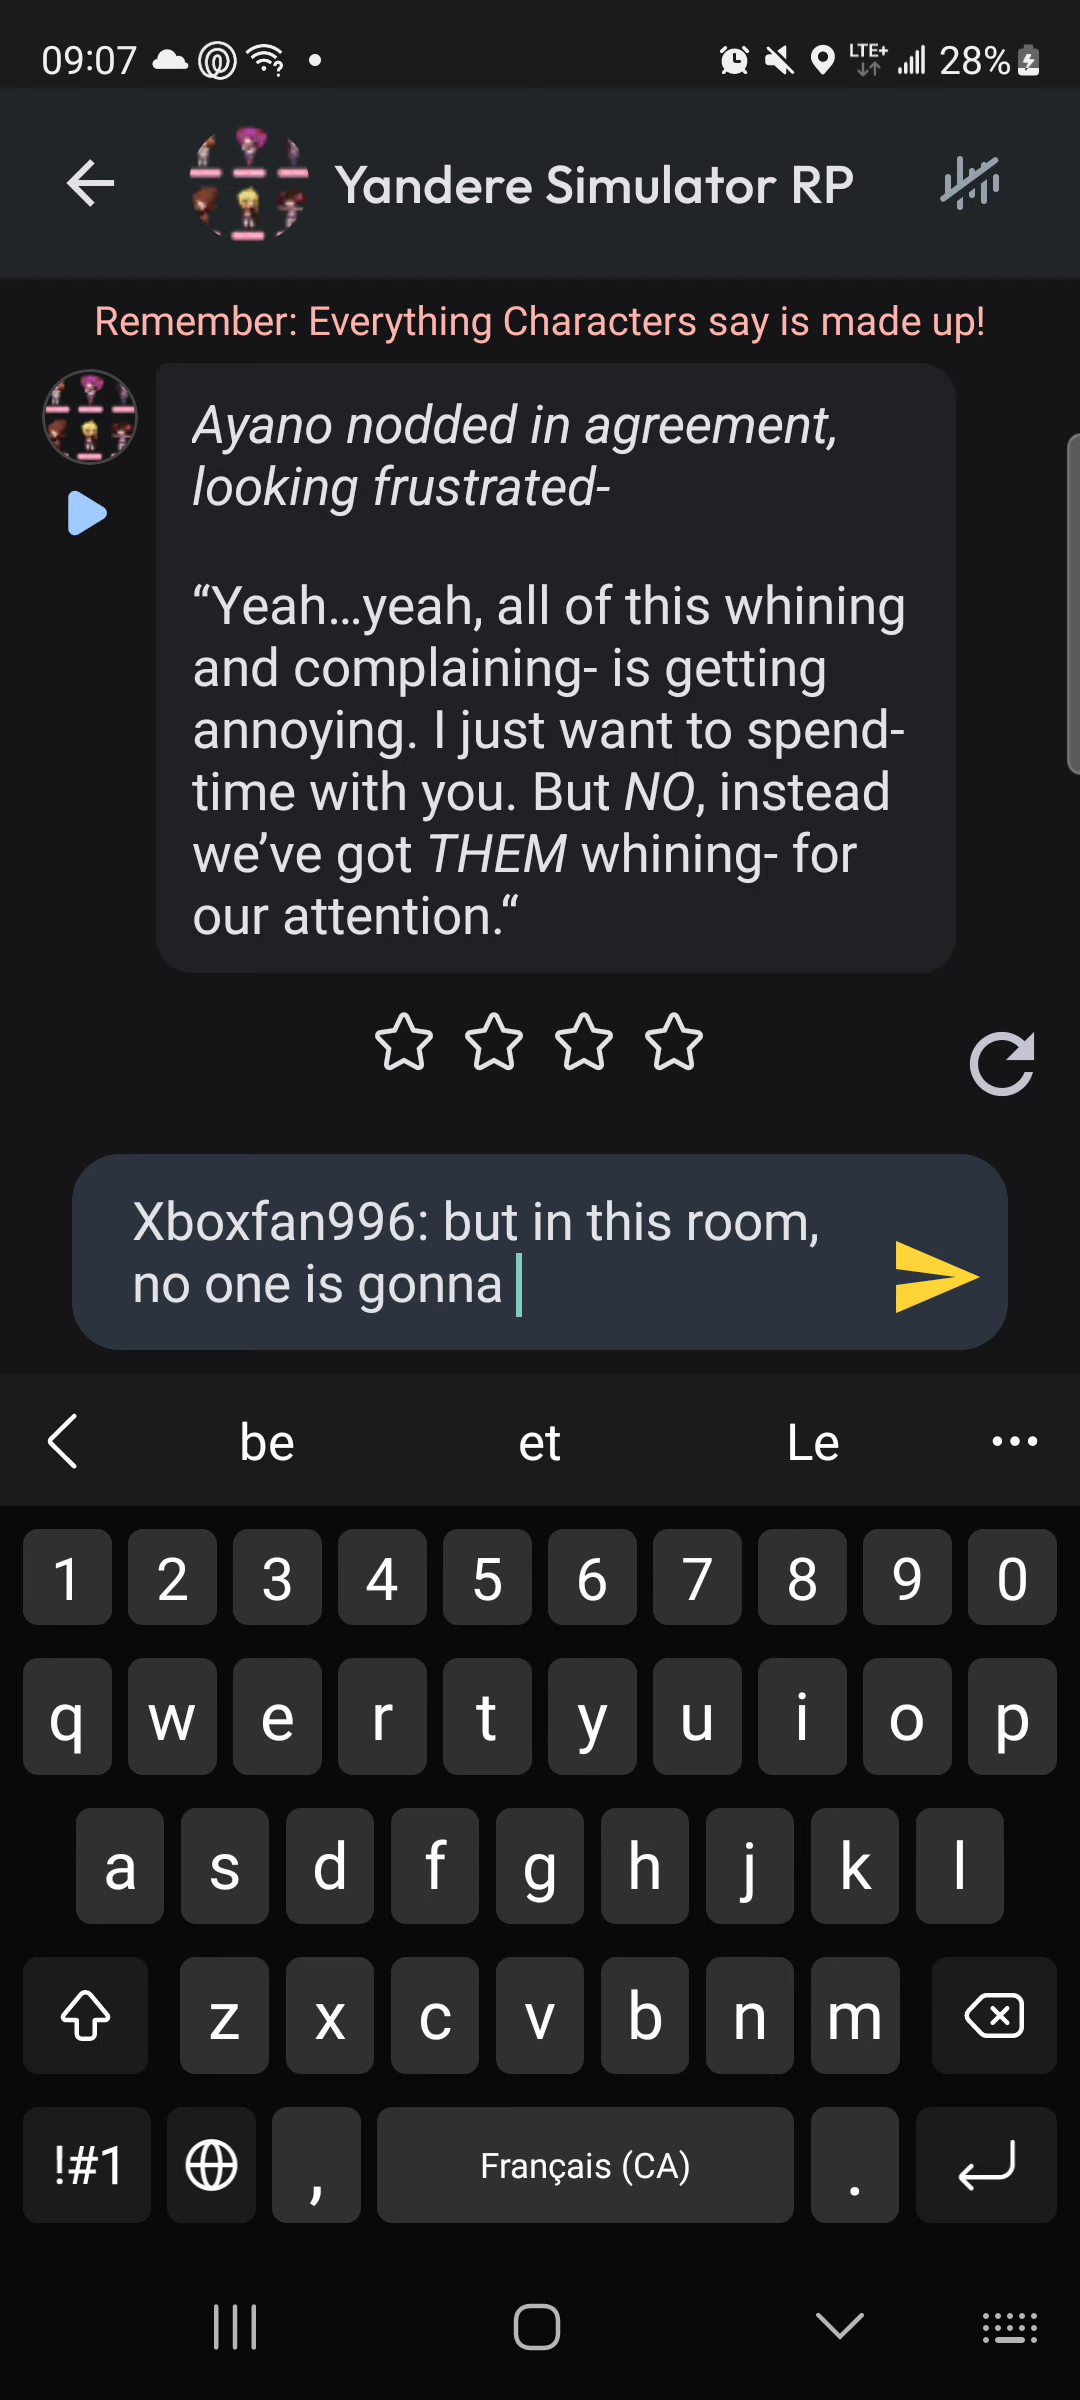 09:07
LTE+
28%
Yandere Simulator RP
Remember: Everything Characters say is made up!
Ayano nodded in agreement,
looking frustrated-
“Yeah...yeah, all of this whining
and complaining- is getting
annoying. I just want to spend-
time with you. But NO, instead
we’ve got THEM whining- for
our attention.“
Xboxfan996: but in this room,
no one is gonna
be et Le
1 2 3 4 5 6 7 8 9 0
q w e r t y u i o p
a s d f g h j k l
z x c v b n m
!#1 , Français (CA) .